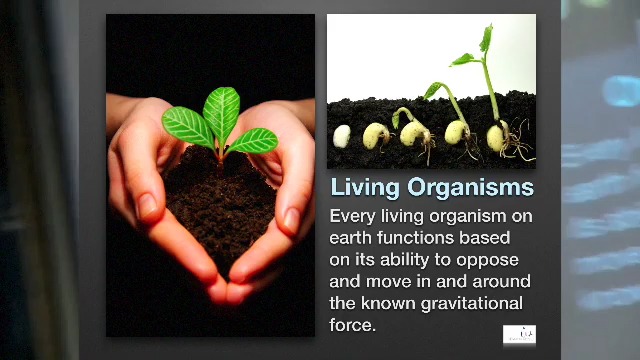 Living Organisms
Every living organism on
earth functions based
on its ability to oppose
and move in and around
the known gravitational
force.